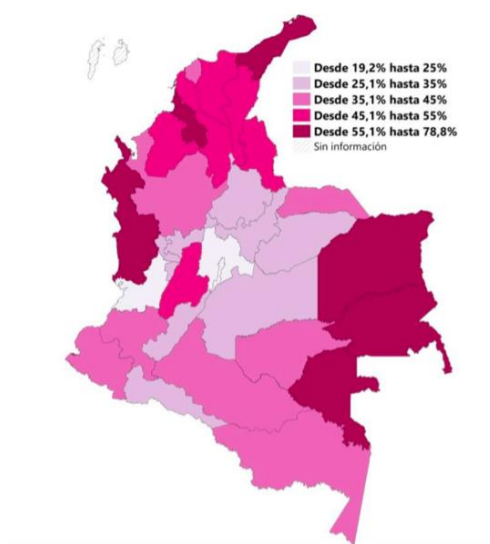 Desde 19,2% hasta 25%
Desde 25,1% hasta 35%
Desde 35,1% hasta 45%
Desde 45,1% hasta 55%
Desde 55,1% hasta 78,8%
Sin información